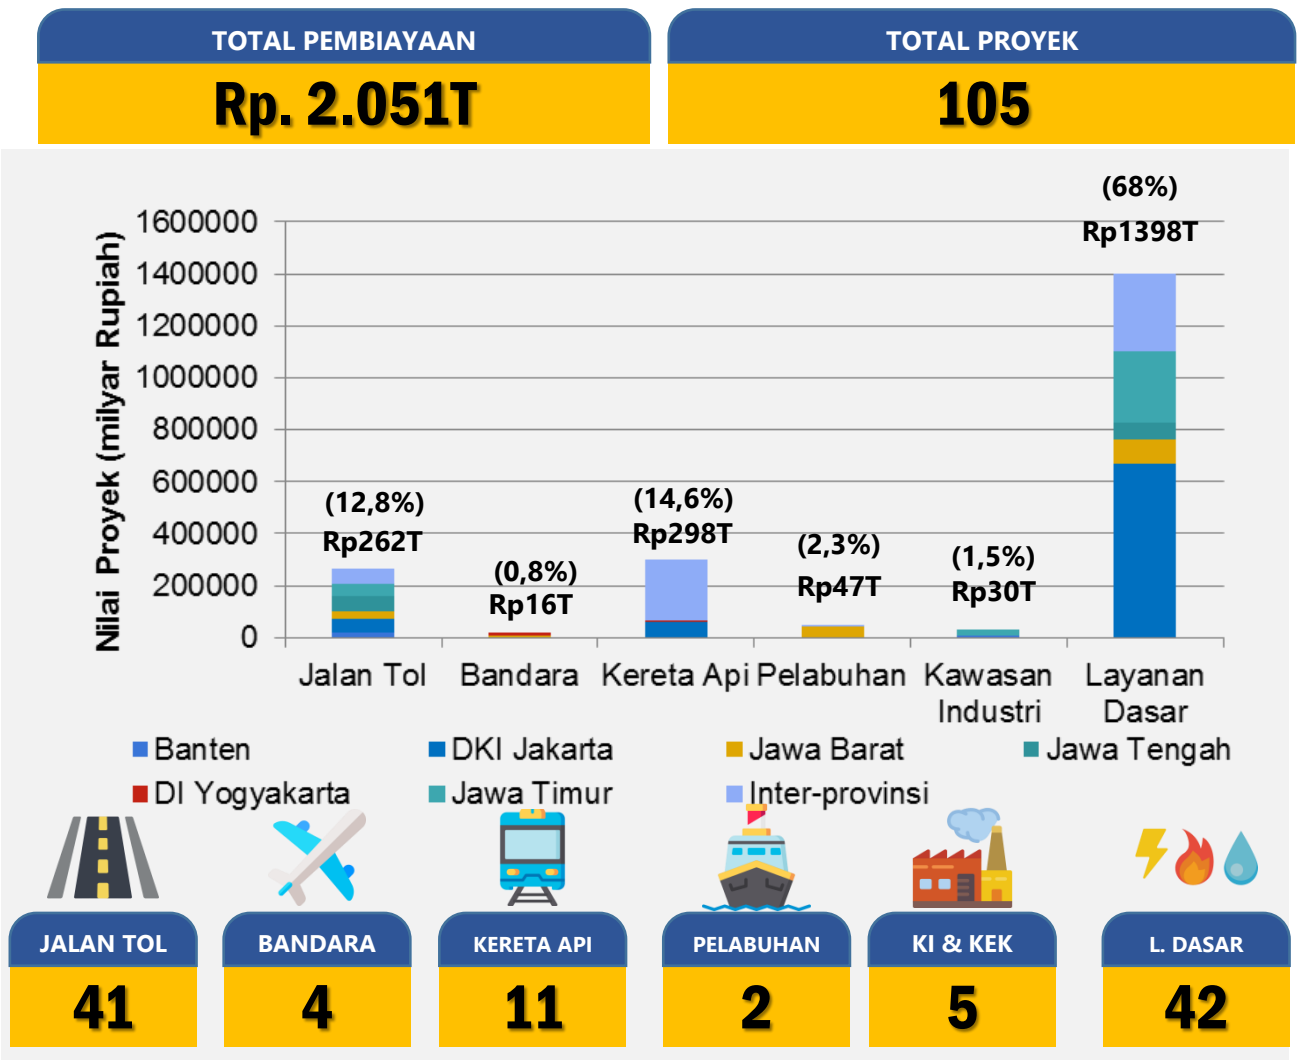 TOTAL PEMBIAYAAN
Rp. 2.051T
TOTAL PROYEK
105
Nilai Proyek (milyar Rupiah)
1600000
1400000
1200000
1000000
800000
600000
400000
200000
0
(12,8%)
Rp262T
(0,8%)
Rp16T
(14,6%)
Rp298T
(2,3%)
Rp47T
(1,5%)
Rp30T
(68%)
Rp1398T
Jalan Tol
Bandara
Kereta Api
Pelabuhan
Kawasan
Industri
Layanan
Dasar
Banten
DKI Jakarta
Jawa Barat
Jawa Tengah
DI Yogyakarta
Jawa Timur
Inter-provinsi
JALAN TOL
41
BANDARA
4
KERETA API
11
PELABUHAN
2
KI & KEK
5
L. DASAR
42